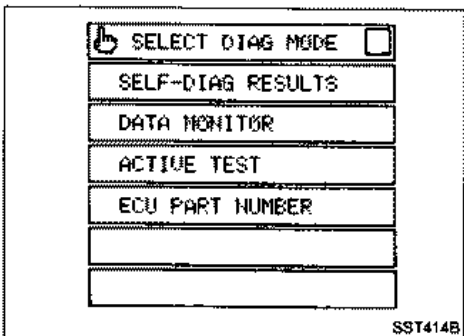 SELECT DIAG MODE
SELF-DIAG RESULTS
DATA MONITOR
ACTIVE TEST
ECU PART NUMBER
SST414B